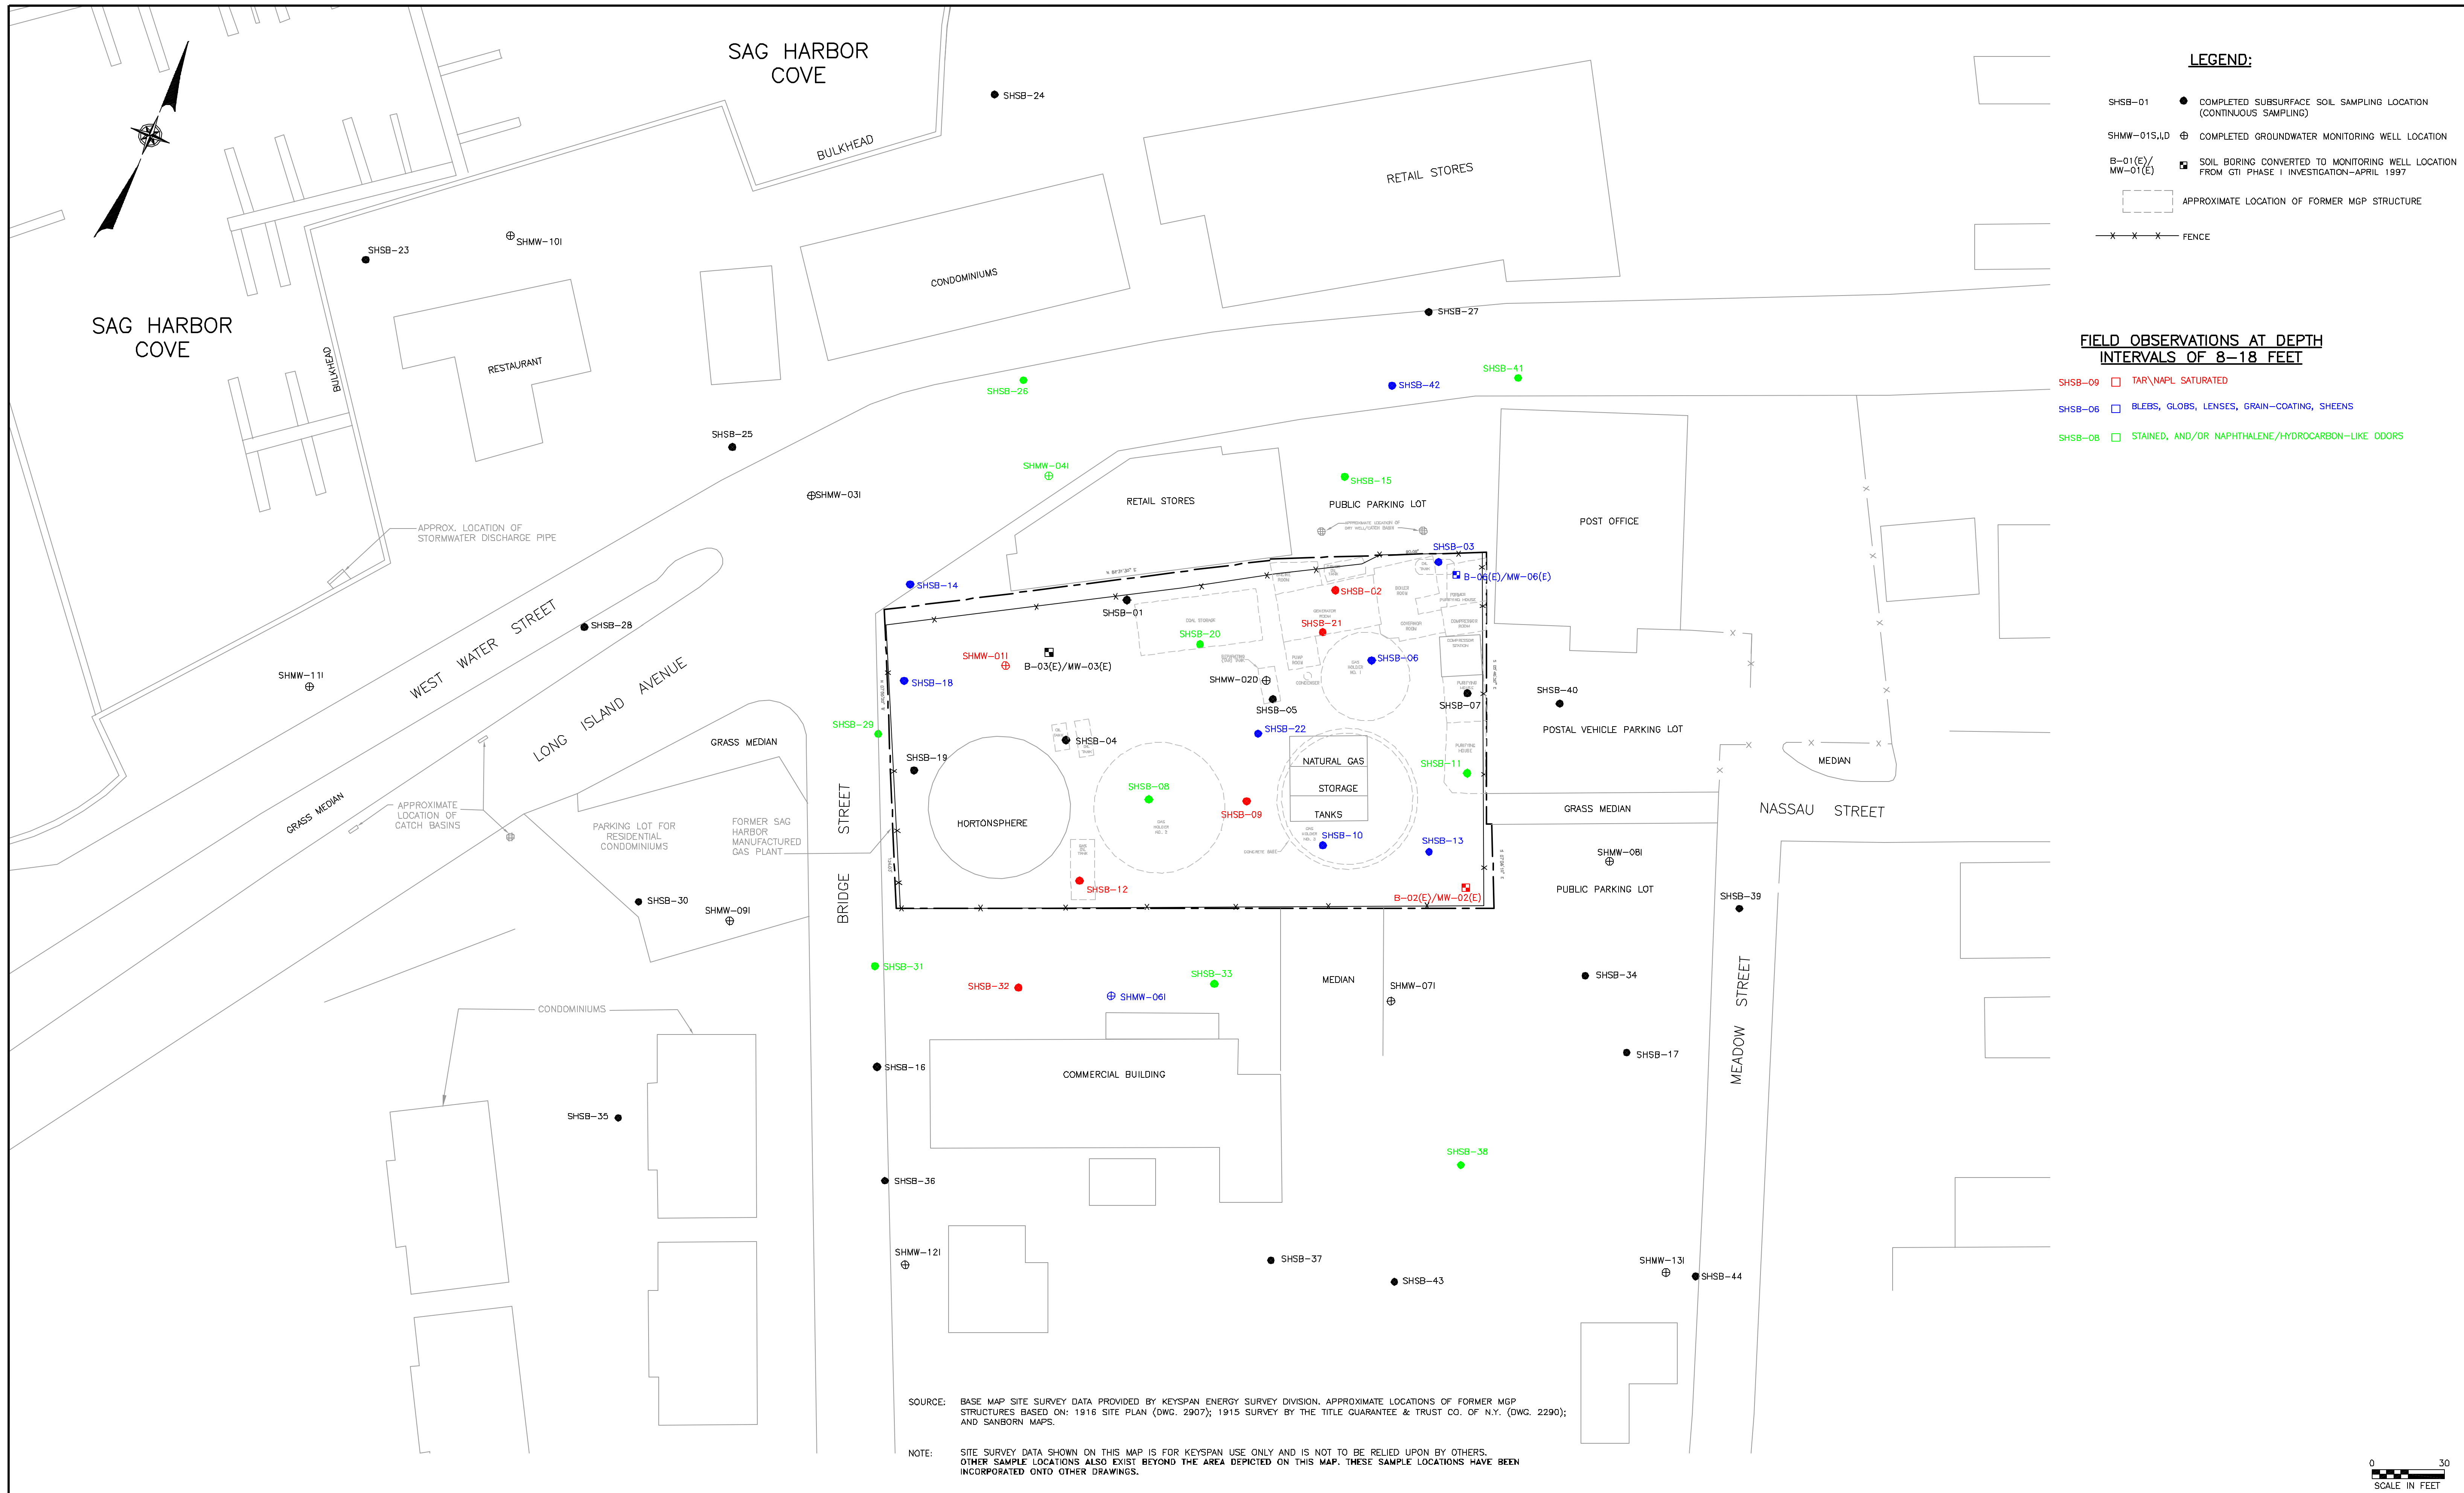 SAG HARBOR
COVE
SHSB-24
BULKHEAD
RETAIL STORES
SHSB-23
SHMW-10I
CONDOMINIUMS
SAG HARBOR
COVE
BULKHEAD
RESTAURANT
SHSB-27
SHSB-26
SHSB-42
SHSB-41
SHSB-25
SHMW-04I
SHMW-03I
RETAIL STORES
SHSB-15
PUBLIC PARKING LOT
POST OFFICE
APPROX. LOCATION OF
STORMWATER DISCHARGE PIPE
SHSB-03
B-06(E)/MW-06(E)
SHSB-14
SHSB-01
SHSB-02
SHSB-28
SHSB-21
SHSB-20
COAL STORAGE
GENERATOR
ROOM
GOVERNOR
ROOM
BOILER
ROOM
COMPRESSOR
ROOM
PUMP
ROOM
WEST WATER STREET
LONG ISLAND AVENUE
SHMW-11I
SHMW-01I
B-03(E)/MW-03(E)
SHSB-06
SHSB-18
SHMW-02D
SHSB-05
SHSB-07
SHSB-40
SHSB-29
SHSB-22
SHSB-04
GRASS MEDIAN
POSTAL VEHICLE PARKING LOT
SHSB-19
NATURAL GAS
STORAGE
TANKS
SHSB-11
MEDIAN
SHSB-08
SHSB-09
GRASS MEDIAN
NASSAU STREET
GRASS MEDIAN
APPROXIMATE
LOCATION OF
CATCH BASINS
PARKING LOT FOR
RESIDENTIAL
CONDOMINIUMS
FORMER SAG
HARBOR
MANUFACTURED
GAS PLANT
BRIDGE STREET
HORTONSPHERE
GAS
HOLDER
NO. 2
CONCRETE BASE
SHSB-10
SHSB-13
SHMW-08I
SHSB-12
B-02(E)/MW-02(E)
PUBLIC PARKING LOT
SHSB-39
SHSB-30
SHMW-09I
SHSB-31
SHSB-32
SHMW-06I
SHSB-33
MEDIAN
SHMW-07I
SHSB-34
MEADOW STREET
CONDOMINIUMS
SHSB-16
COMMERCIAL BUILDING
SHSB-17
SHSB-35
SHSB-38
SHSB-36
SHMW-12I
SHSB-37
SHSB-43
SHMW-13I
SHSB-44
SOURCE: BASE MAP SITE SURVEY DATA PROVIDED BY KEYSPAN ENERGY SURVEY DIVISION. APPROXIMATE LOCATIONS OF FORMER MGP
STRUCTURES BASED ON: 1916 SITE PLAN (DWG. 2907); 1915 SURVEY BY THE TITLE GUARANTEE & TRUST CO. OF N.Y. (DWG. 2290);
AND SANBORN MAPS.
NOTE: SITE SURVEY DATA SHOWN ON THIS MAP IS FOR KEYSPAN USE ONLY AND IS NOT TO BE RELIED UPON BY OTHERS.
OTHER SAMPLE LOCATIONS ALSO EXIST BEYOND THE AREA DEPICTED ON THIS MAP. THESE SAMPLE LOCATIONS HAVE BEEN
INCORPORATED ONTO OTHER DRAWINGS.
LEGEND:
SHSB-01 COMPLETED SUBSURFACE SOIL SAMPLING LOCATION
(CONTINUOUS SAMPLING)
SHMW-01S,I,D COMPLETED GROUNDWATER MONITORING WELL LOCATION
B-01(E)/
MW-01(E)
SOIL BORING CONVERTED TO MONITORING WELL LOCATION
FROM GTI PHASE I INVESTIGATION-APRIL 1997
APPROXIMATE LOCATION OF FORMER MGP STRUCTURE
FENCE
FIELD OBSERVATIONS AT DEPTH
INTERVALS OF 8-18 FEET
SHSB-09 TAR\NAPL SATURATED
SHSB-06 BLEBS, GLOBS, LENSES, GRAIN-COATING, SHEENS
SHSB-08 STAINED, AND/OR NAPHTHALENE/HYDROCARBON-LIKE ODORS
0 30
SCALE IN FEET